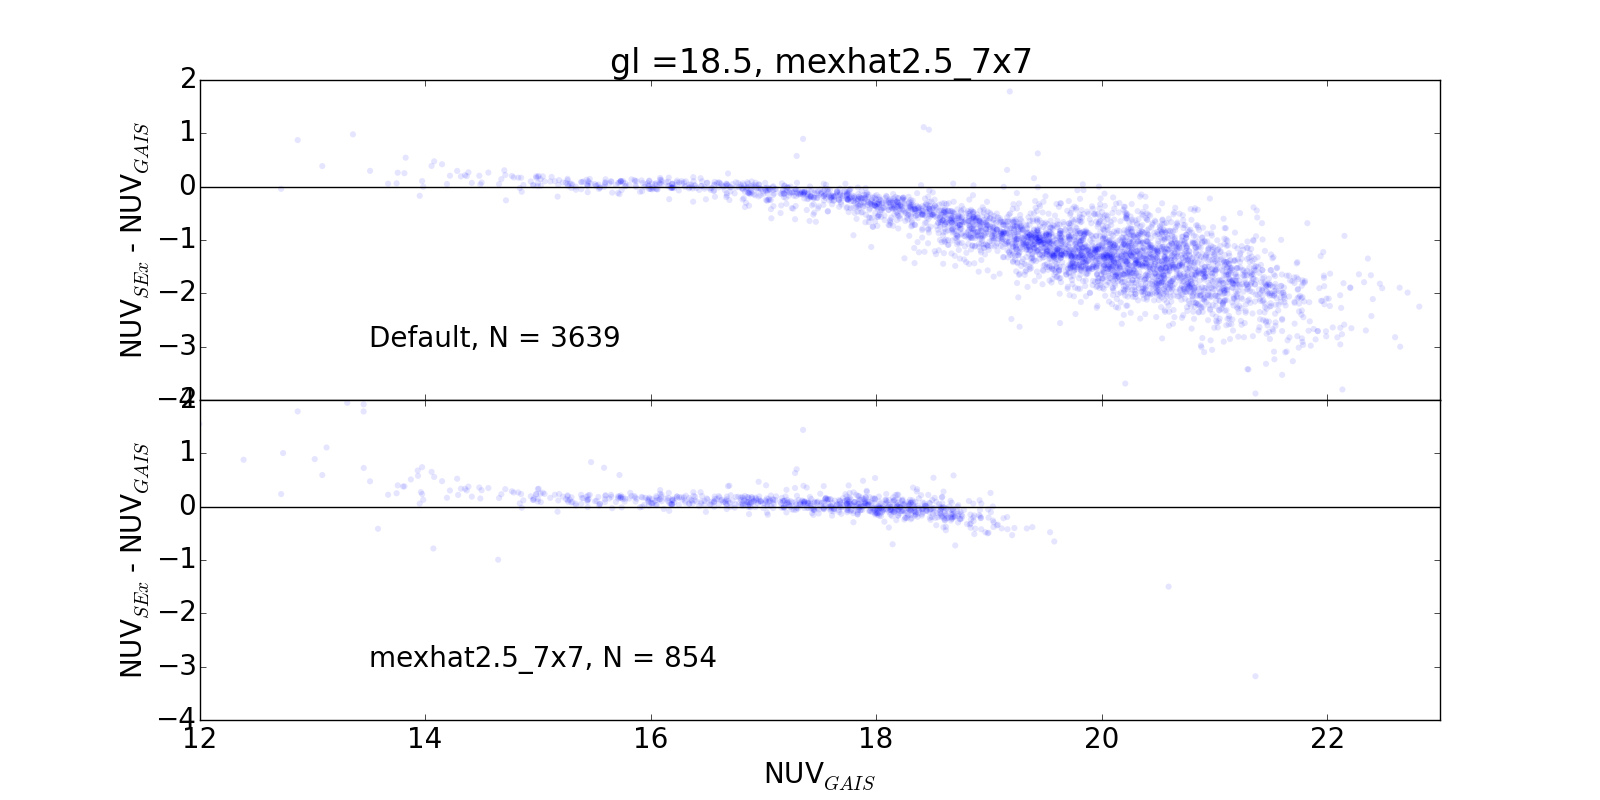 gl =18.5, mexhat2.5_7x7
2
1
0
−1
−2
−3
−4
NUV_SEx - NUV_GAIS
Default, N = 3639
2
1
0
−1
−2
−3
−4
NUV_SEx - NUV_GAIS
mexhat2.5_7x7, N = 854
12 14 16 18 20 22
NUV_GAIS